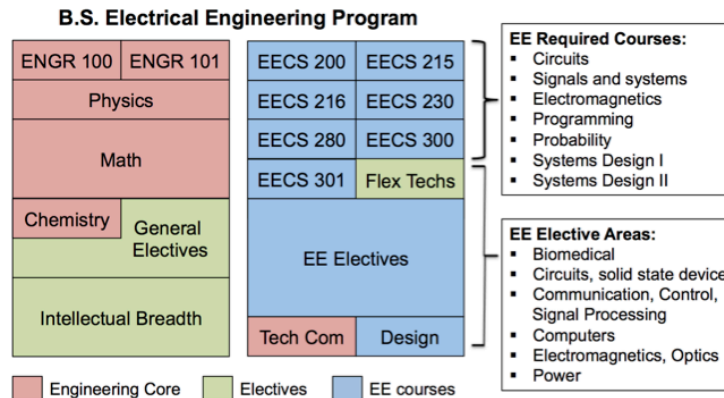 B.S. Electrical Engineering Program
ENGR 100 ENGR 101
Physics
Math
Chemistry
General
Electives
Intellectual Breadth
EECS 200 EECS 215
EECS 216 EECS 230
EECS 280 EECS 300
EECS 301 Flex Techs
EE Electives
Tech Com Design
EE Required Courses:
▪ Circuits
▪ Signals and systems
▪ Electromagnetics
▪ Programming
▪ Probability
▪ Systems Design I
▪ Systems Design II
EE Elective Areas:
▪ Biomedical
▪ Circuits, solid state device
▪ Communication, Control,
Signal Processing
▪ Computers
▪ Electromagnetics, Optics
▪ Power
Engineering Core Electives EE courses